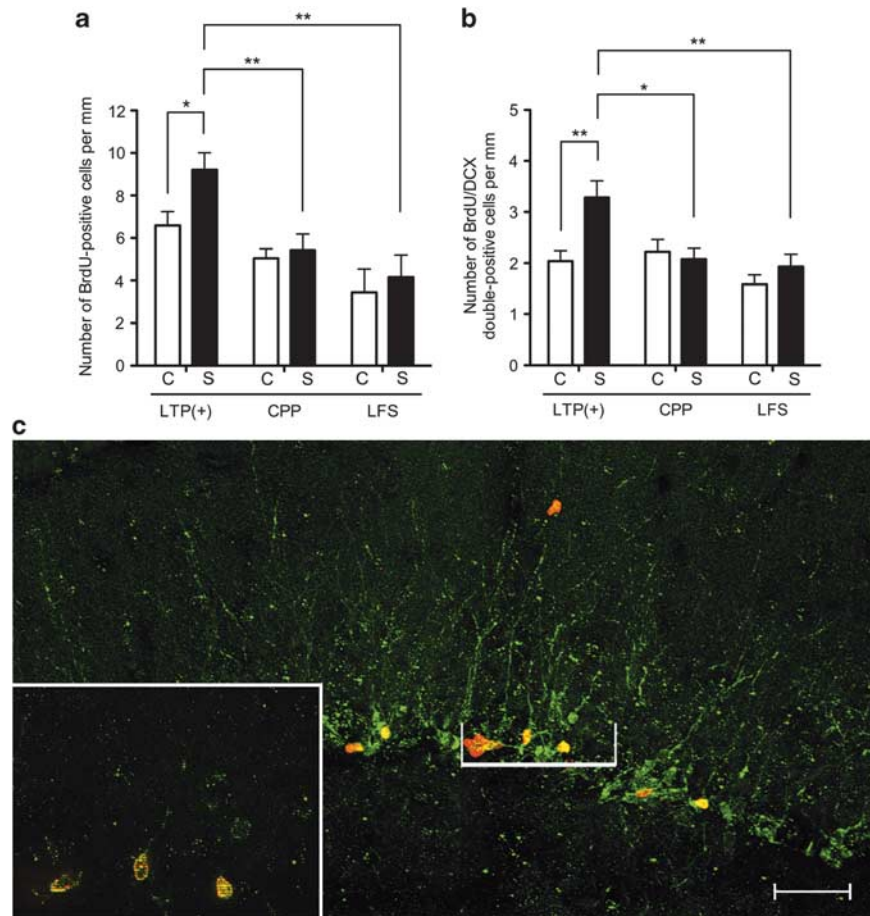 a
**
**
*
Number of BrdU-positive cells per mm
12
10
8
6
4
2
0
C S C S C S
LTP(+) CPP LFS
b
**
*
**
Number of BrdU/DCX
double-positive cells per mm
5
4
3
2
1
0
C S C S C S
LTP(+) CPP LFS
c